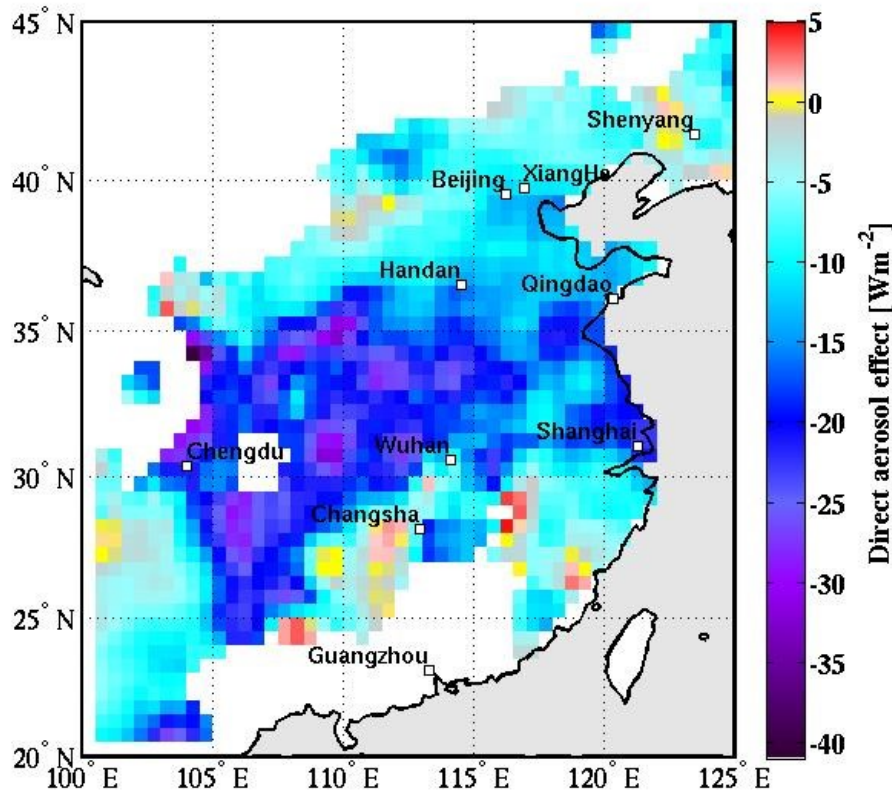 45° N
5
Shenyang
0
Beijing
XiangHe
40° N
-5
Handan
Qingdao
-10
35° N
-15
Direct aerosol effect [Wm-2]
-20
Chengdu
Wuhan
Shanghai
30° N
-25
Changsha
-30
25° N
Guangzhou
-35
-40
20° N
100° E
105° E
110° E
115° E
120° E
125° E